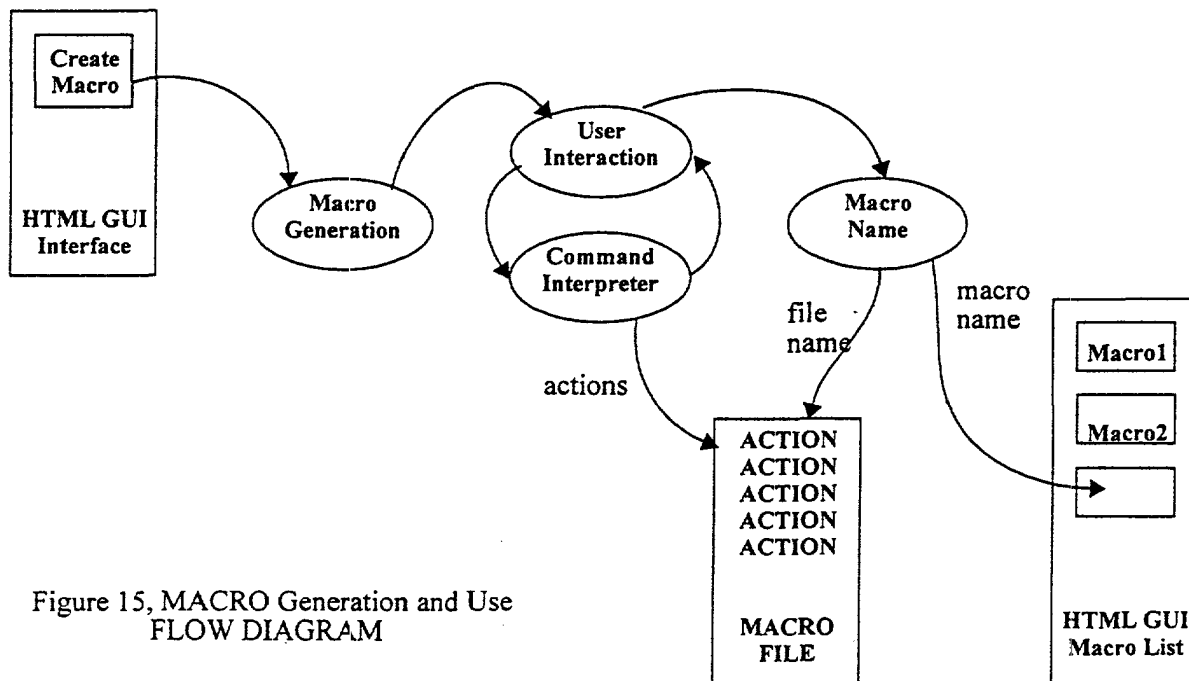 Create
Macro
HTML GUI
Interface
Macro
Generation
User
Interaction
Command
Interpreter
Macro
Name
actions
file
name
macro
name
ACTION
ACTION
ACTION
ACTION
ACTION
MACRO
FILE
Macro1
Macro2
HTML GUI
Macro List
Figure 15, MACRO Generation and Use
FLOW DIAGRAM